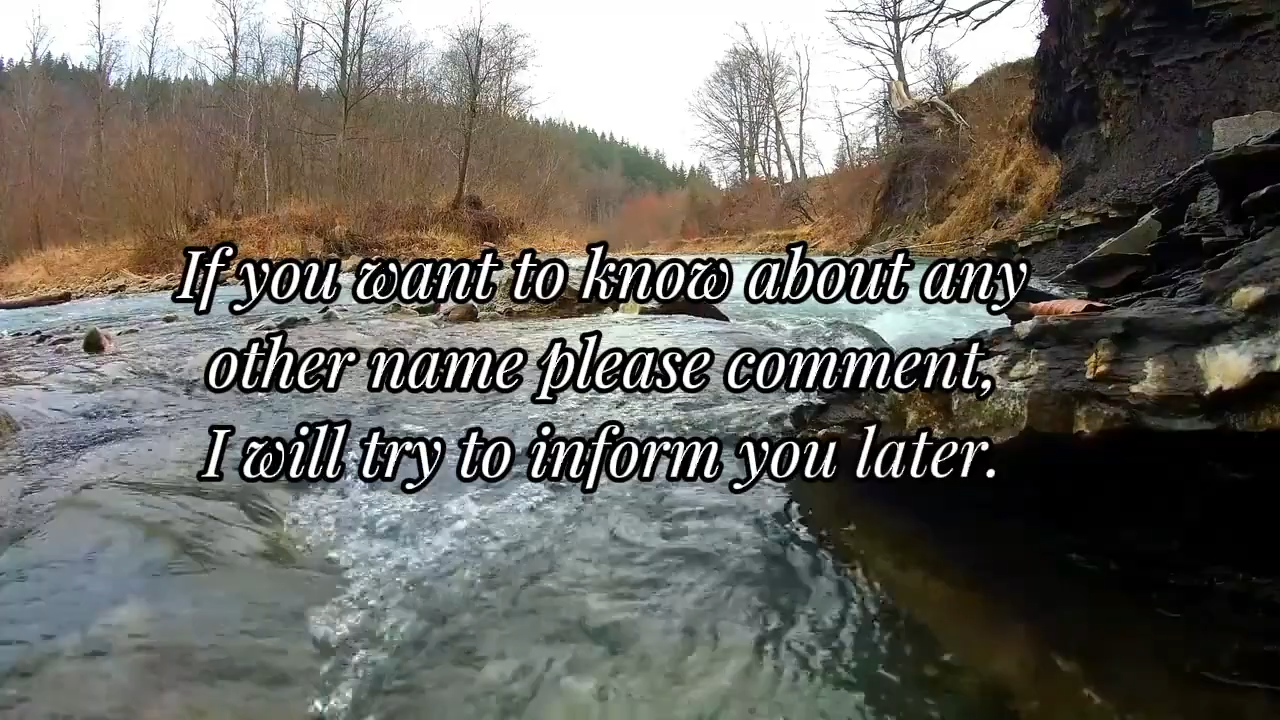 If you want to know about any
other name please comment,
I will try to inform you later.